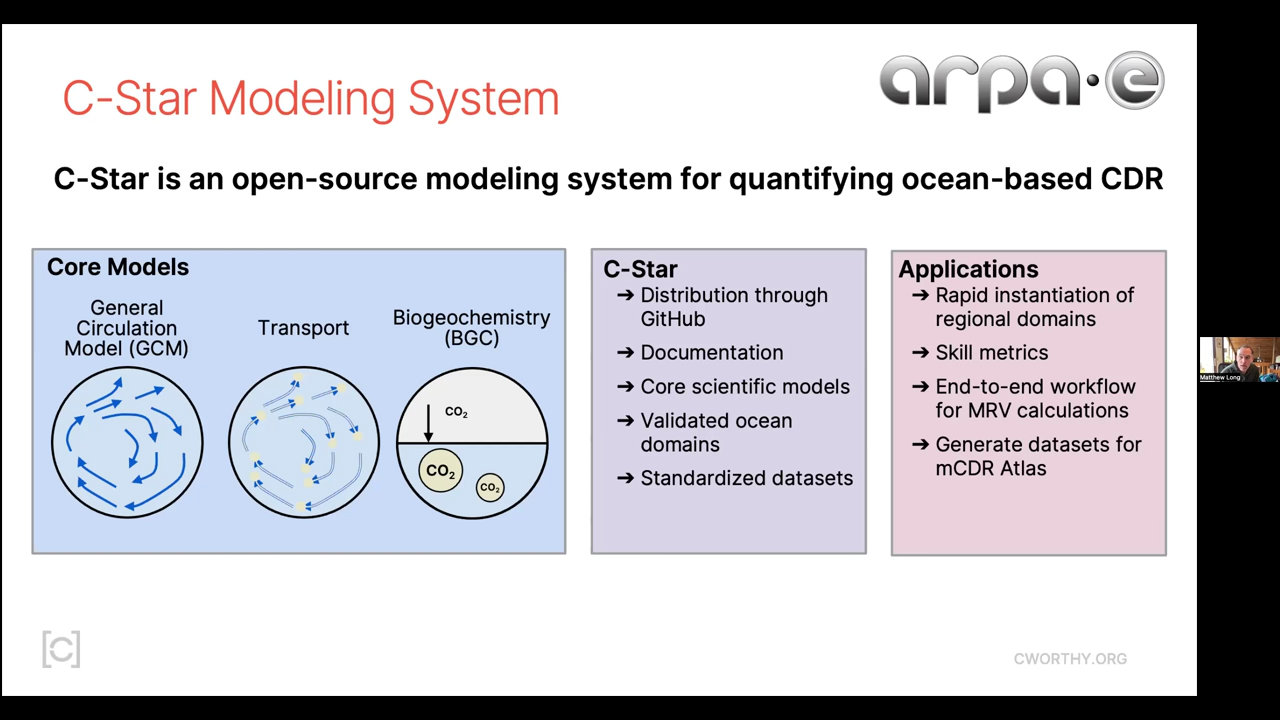 arpa·e
C-Star Modeling System
C-Star is an open-source modeling system for quantifying ocean-based CDR
Core Models
General
Circulation
Model (GCM)
Transport
Biogeochemistry
(BGC)
CO₂
CO₂
CO₂
C-Star
➔ Distribution through
GitHub
➔ Documentation
➔ Core scientific models
➔ Validated ocean
domains
➔ Standardized datasets
Applications
➔ Rapid instantiation of
regional domains
➔ Skill metrics
➔ End-to-end workflow
for MRV calculations
➔ Generate datasets for
mCDR Atlas
Matthew Long
[C]
CWORTHY.ORG